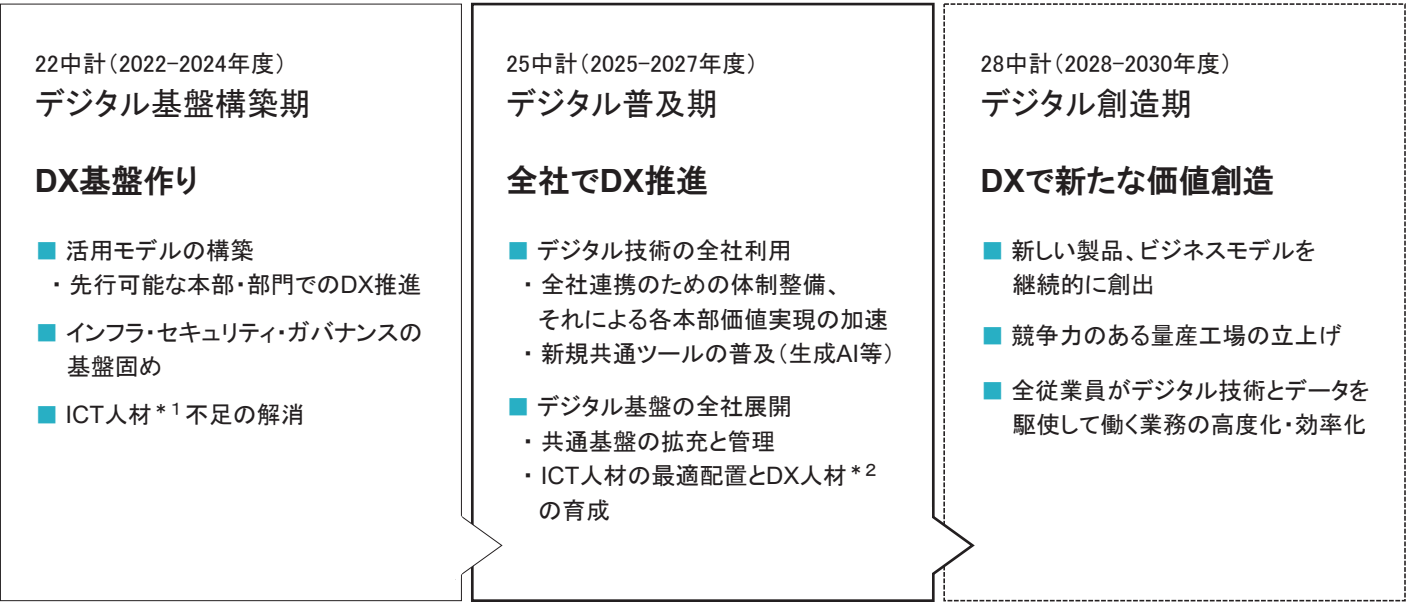 22中計（2022-2024年度）
デジタル基盤構築期
DX基盤作り
■ 活用モデルの構築
・先行可能な本部・部門でのDX推進
■ インフラ・セキュリティ・ガバナンスの
基盤固め
■ ICT人材＊1不足の解消
25中計（2025-2027年度）
デジタル普及期
全社でDX推進
■ デジタル技術の全社利用
・全社連携のための体制整備、
それによる各本部価値実現の加速
・新規共通ツールの普及（生成AI等）
■ デジタル基盤の全社展開
・共通基盤の拡充と管理
・ICT人材の最適配置とDX人材＊2
の育成
28中計（2028-2030年度）
デジタル創造期
DXで新たな価値創造
■ 新しい製品、ビジネスモデルを
継続的に創出
■ 競争力のある量産工場の立上げ
■ 全従業員がデジタル技術とデータを
駆使して働く業務の高度化・効率化